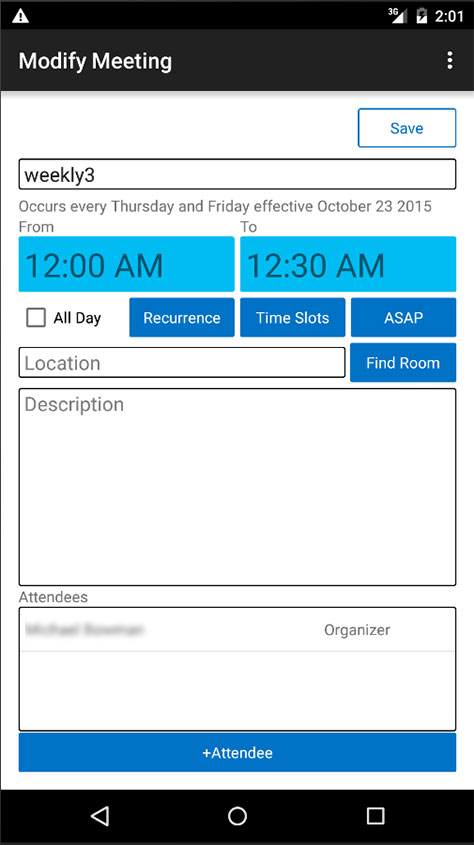 3G 2:01
Modify Meeting
Save
weekly3
Occurs every Thursday and Friday effective October 23 2015
From To
12:00 AM 12:30 AM
All Day Recurrence Time Slots ASAP
Location Find Room
Description
Attendees
Organizer
+Attendee